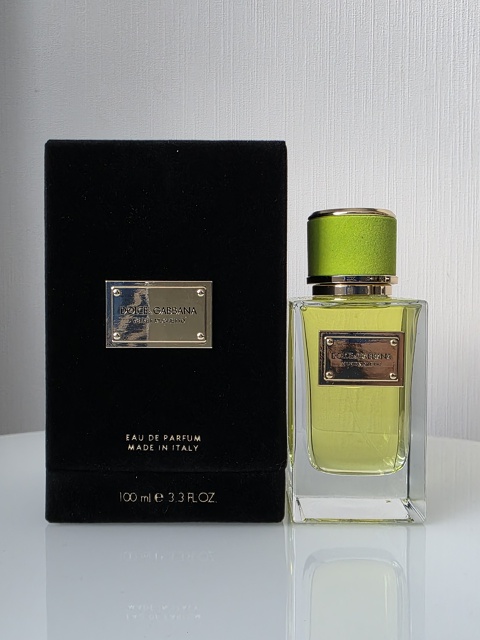 DOLCE & GABBANA
EAU DE PARFUM
MADE IN ITALY
100 ml e 3.3 FL.OZ.
DOLCE & GABBANA